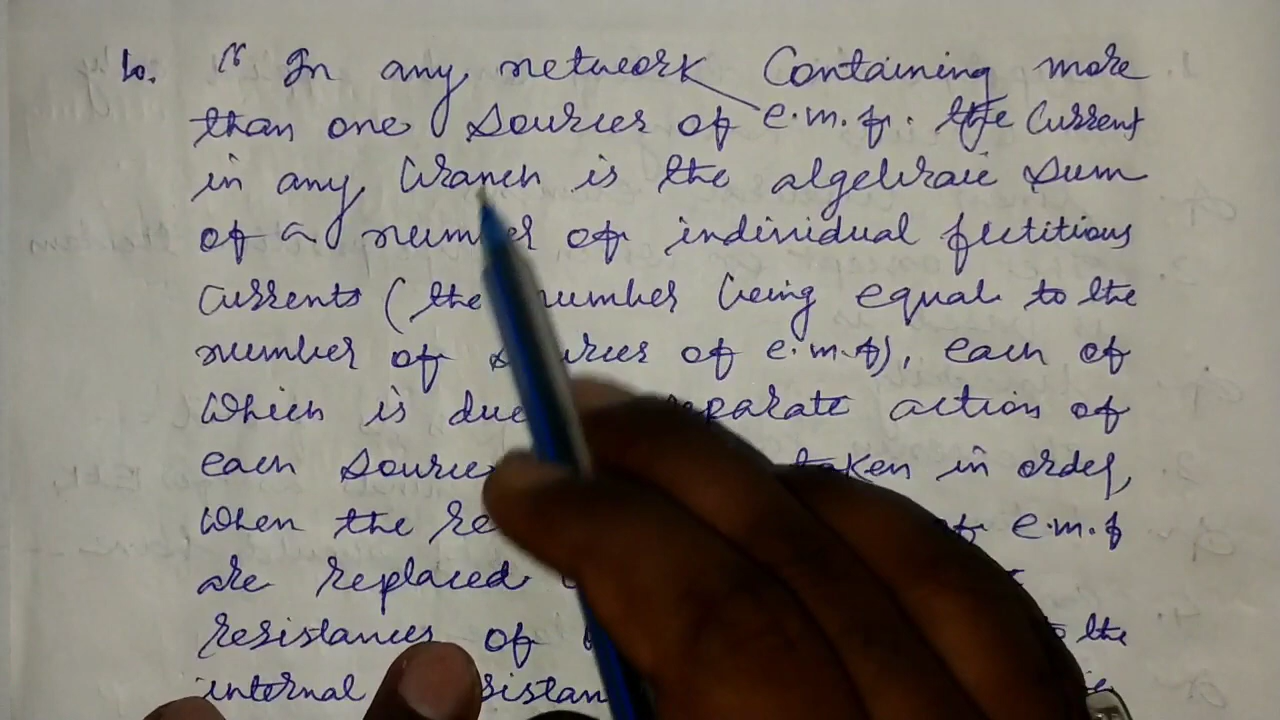 10. " In any network Containing more
than one sources of e.m.f. the Current
in any branch is the algebraic sum
of a number of individual fictitious
Currents (the number being equal to the
number of sources of e.m.f), each of
Which is due separate action of
each source taken in order,
When the of e.m.f
are replaced
resistances of the
internal